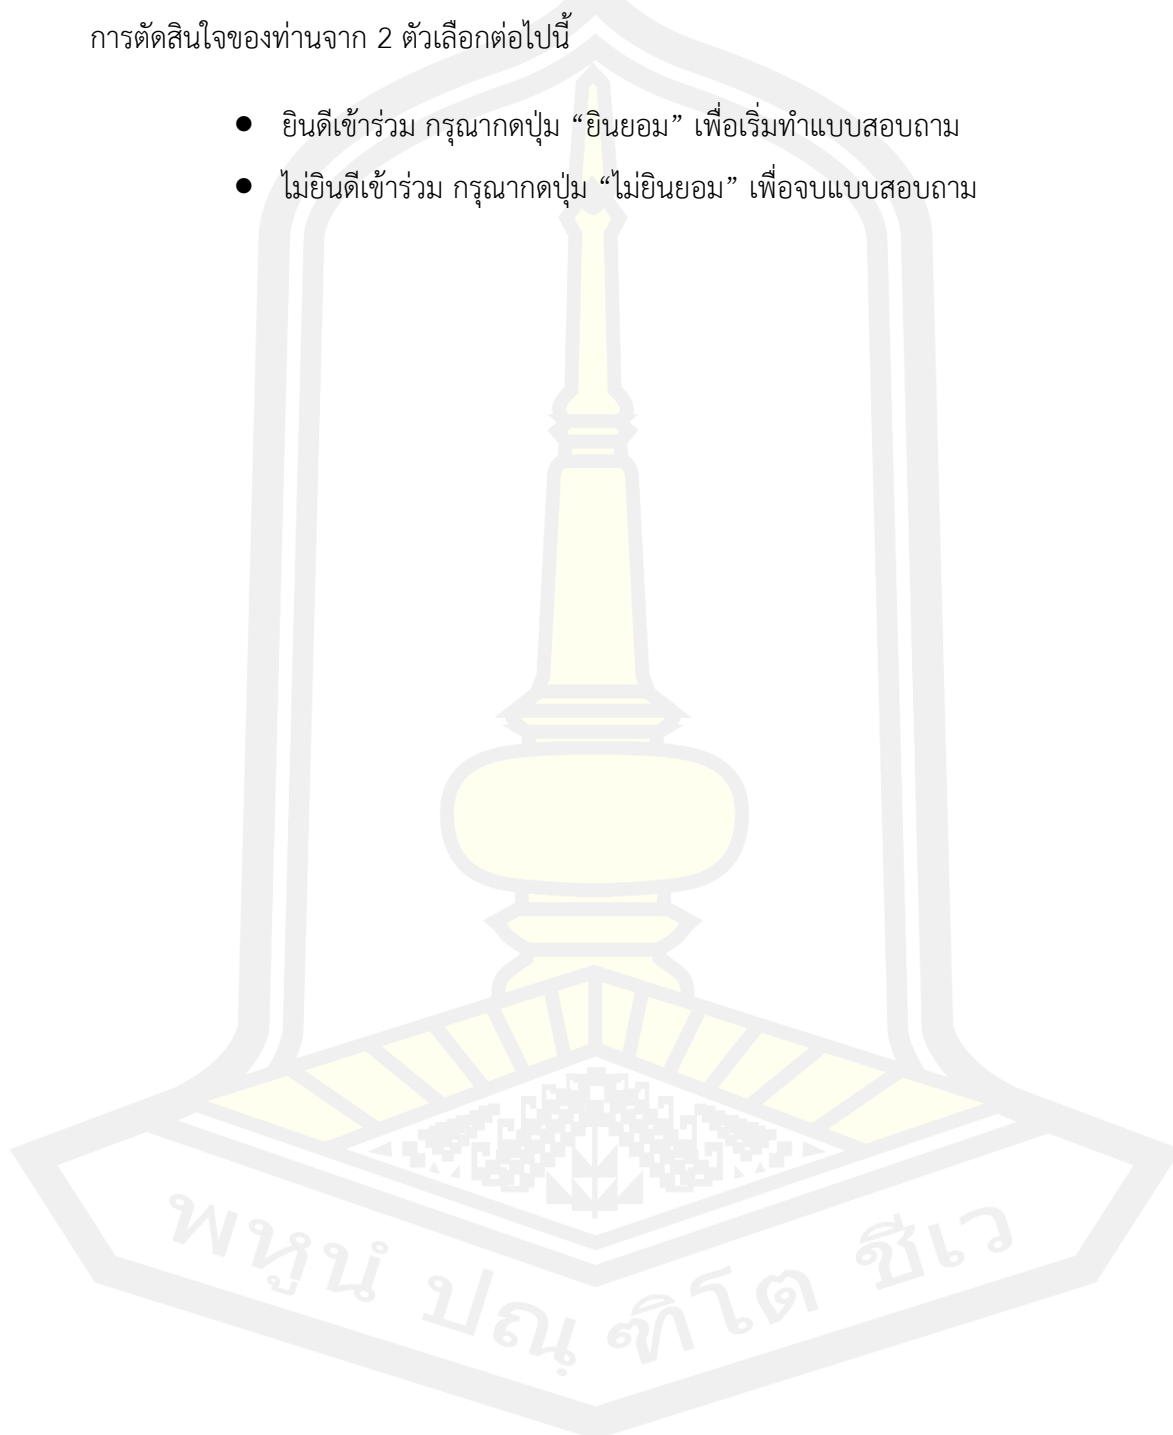 การตัดสินใจของท่านจาก 2 ตัวเลือกต่อไปนี้
● ยินดีเข้าร่วม กรุณากดปุ่ม “ยินยอม” เพื่อเริ่มทำแบบสอบถาม
● ไม่ยินดีเข้าร่วม กรุณากดปุ่ม “ไม่ยินยอม” เพื่อจบแบบสอบถาม
พหูนํ ปณฺฑิโต ชีเว